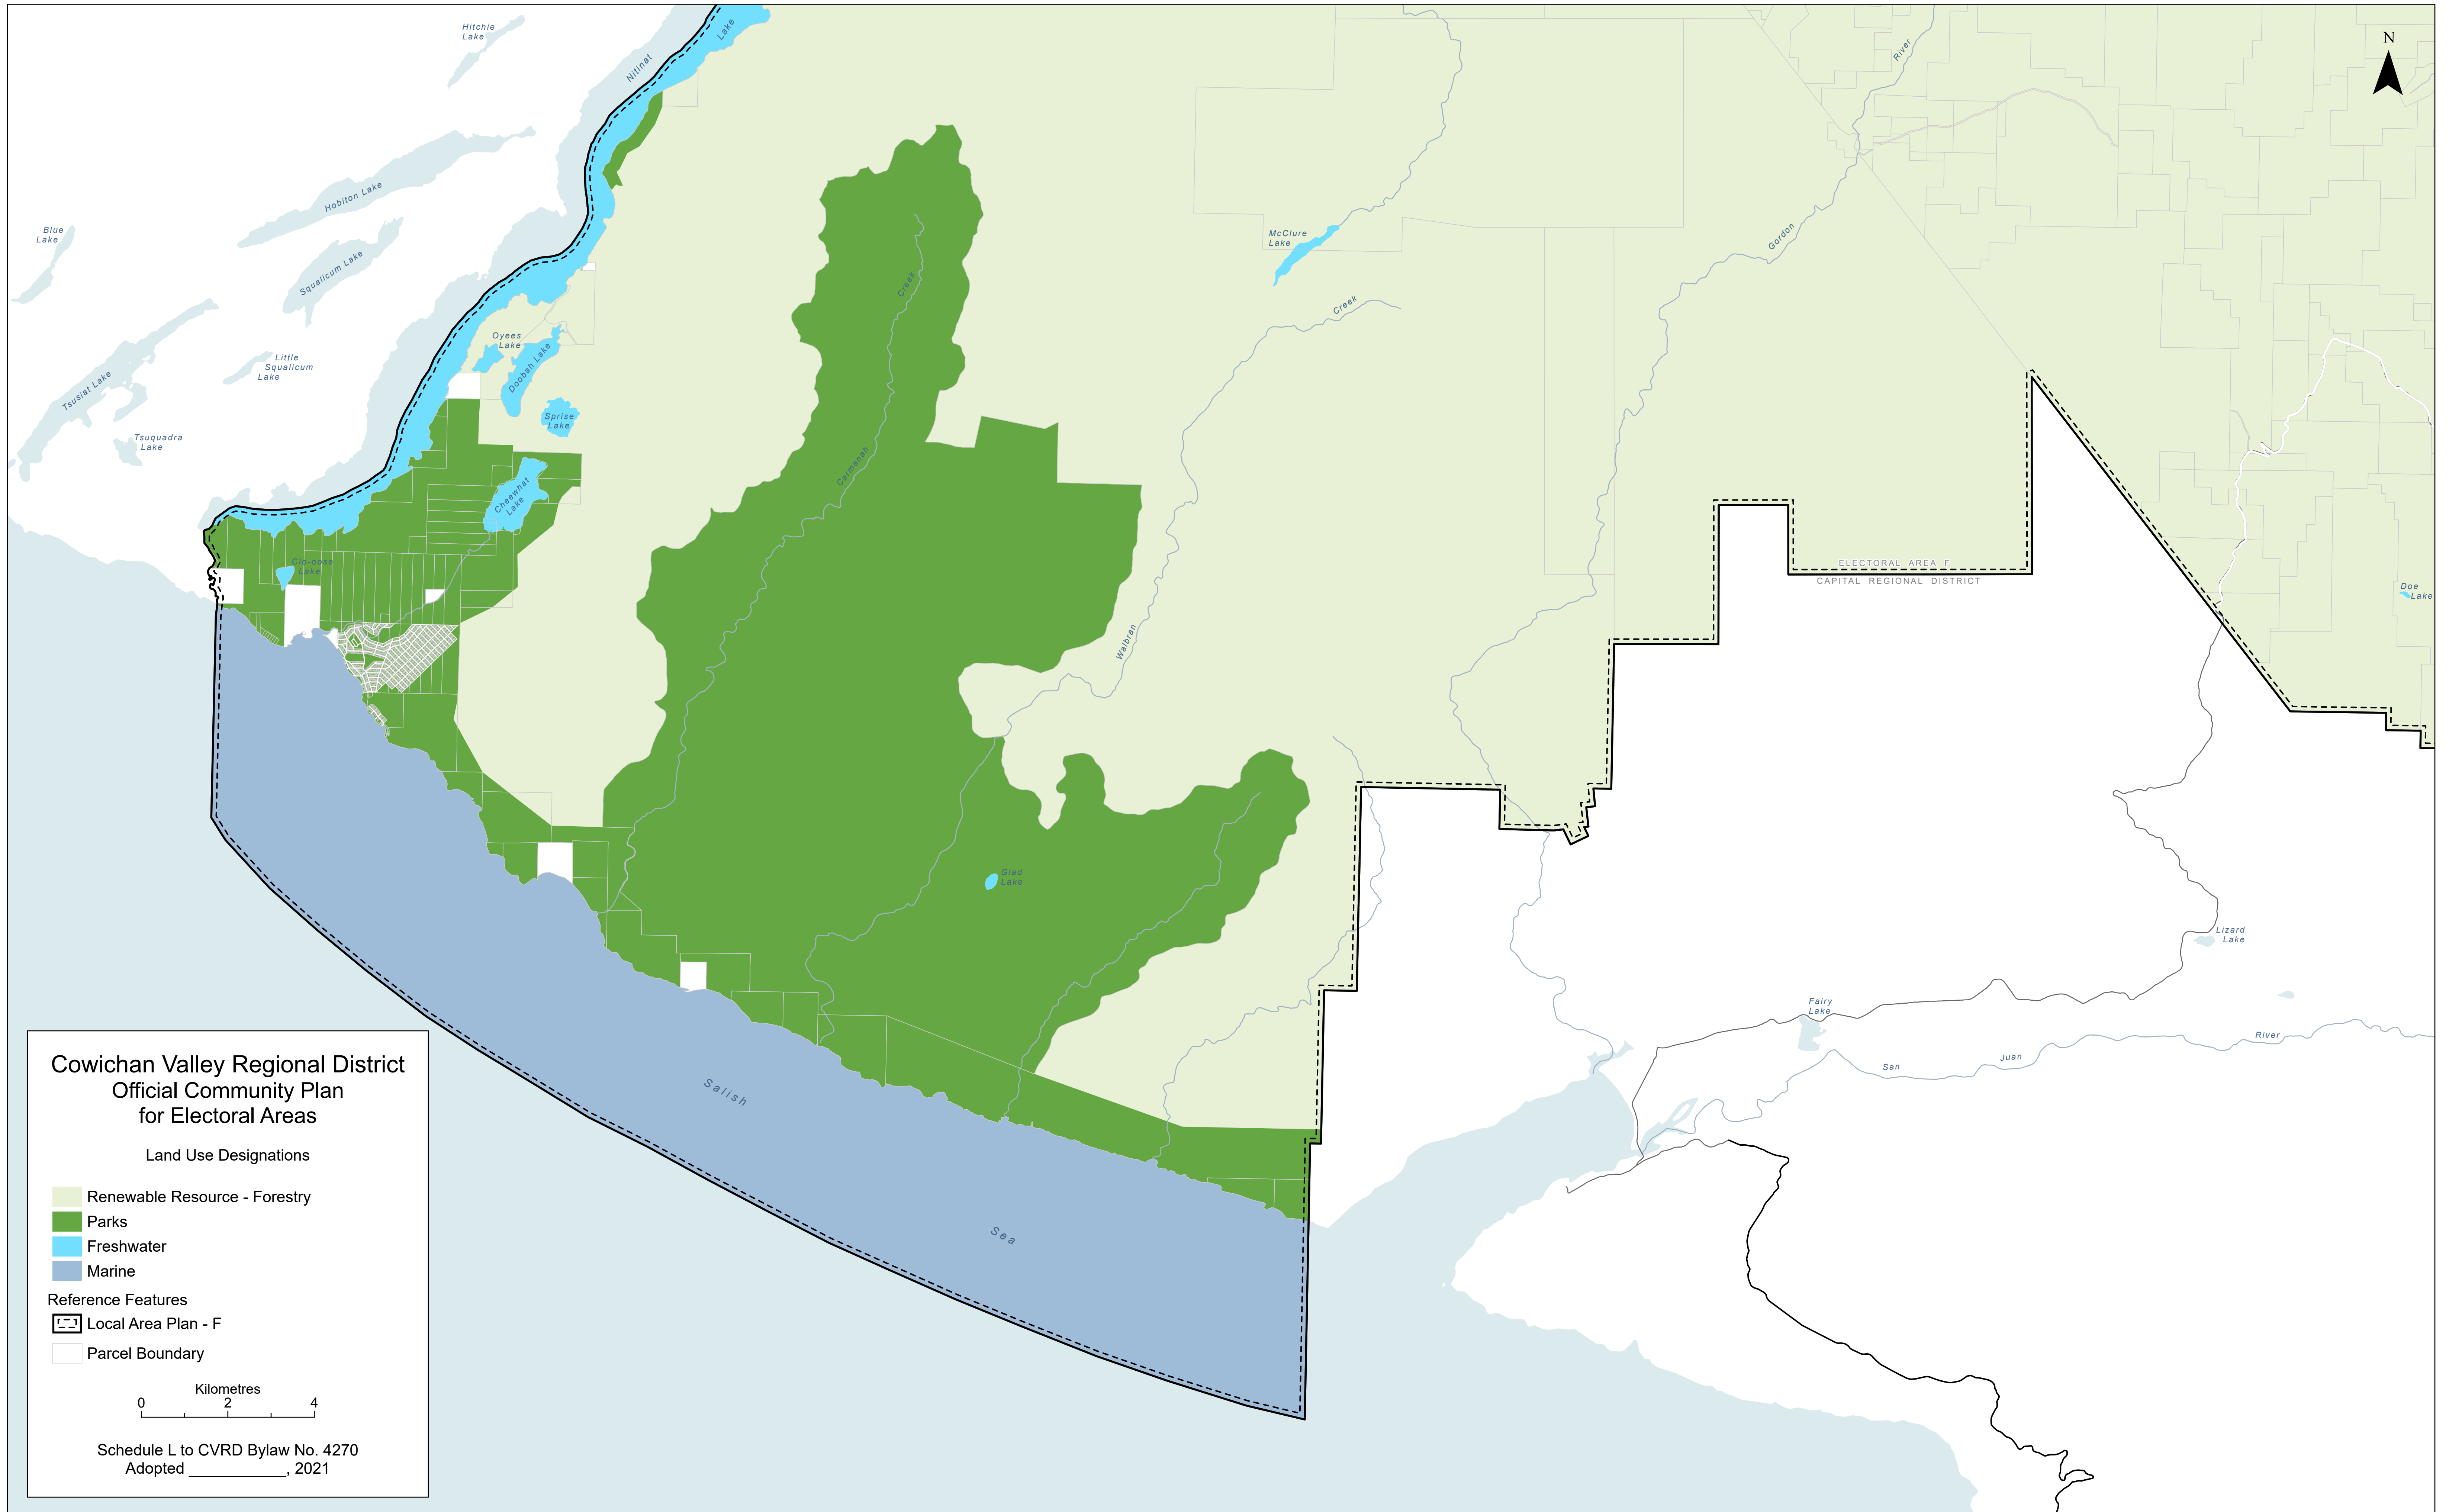 Hitchie
Lake
Nitinat
Lake
River
N
Hobiton Lake
Blue
Lake
Squalicum Lake
McClure
Lake
Gordon
Creek
Creek
Oyees
Lake
Doobah Lake
Little
Squalicum
Lake
Tsusiat Lake
Sprise
Lake
Tsuquadra
Lake
Carmanah
Cheewhat
Lake
Clo-oose
Lake
ELECTORAL AREA F
CAPITAL REGIONAL DISTRICT
Doe
Lake
Walbran
Glad
Lake
Lizard
Lake
Fairy
Lake
San
Juan
River
Salish
Sea
Cowichan Valley Regional District
Official Community Plan
for Electoral Areas
Land Use Designations
Renewable Resource - Forestry
Parks
Freshwater
Marine
Reference Features
Local Area Plan - F
Parcel Boundary
Kilometres
0 2 4
Schedule L to CVRD Bylaw No. 4270
Adopted ___________, 2021